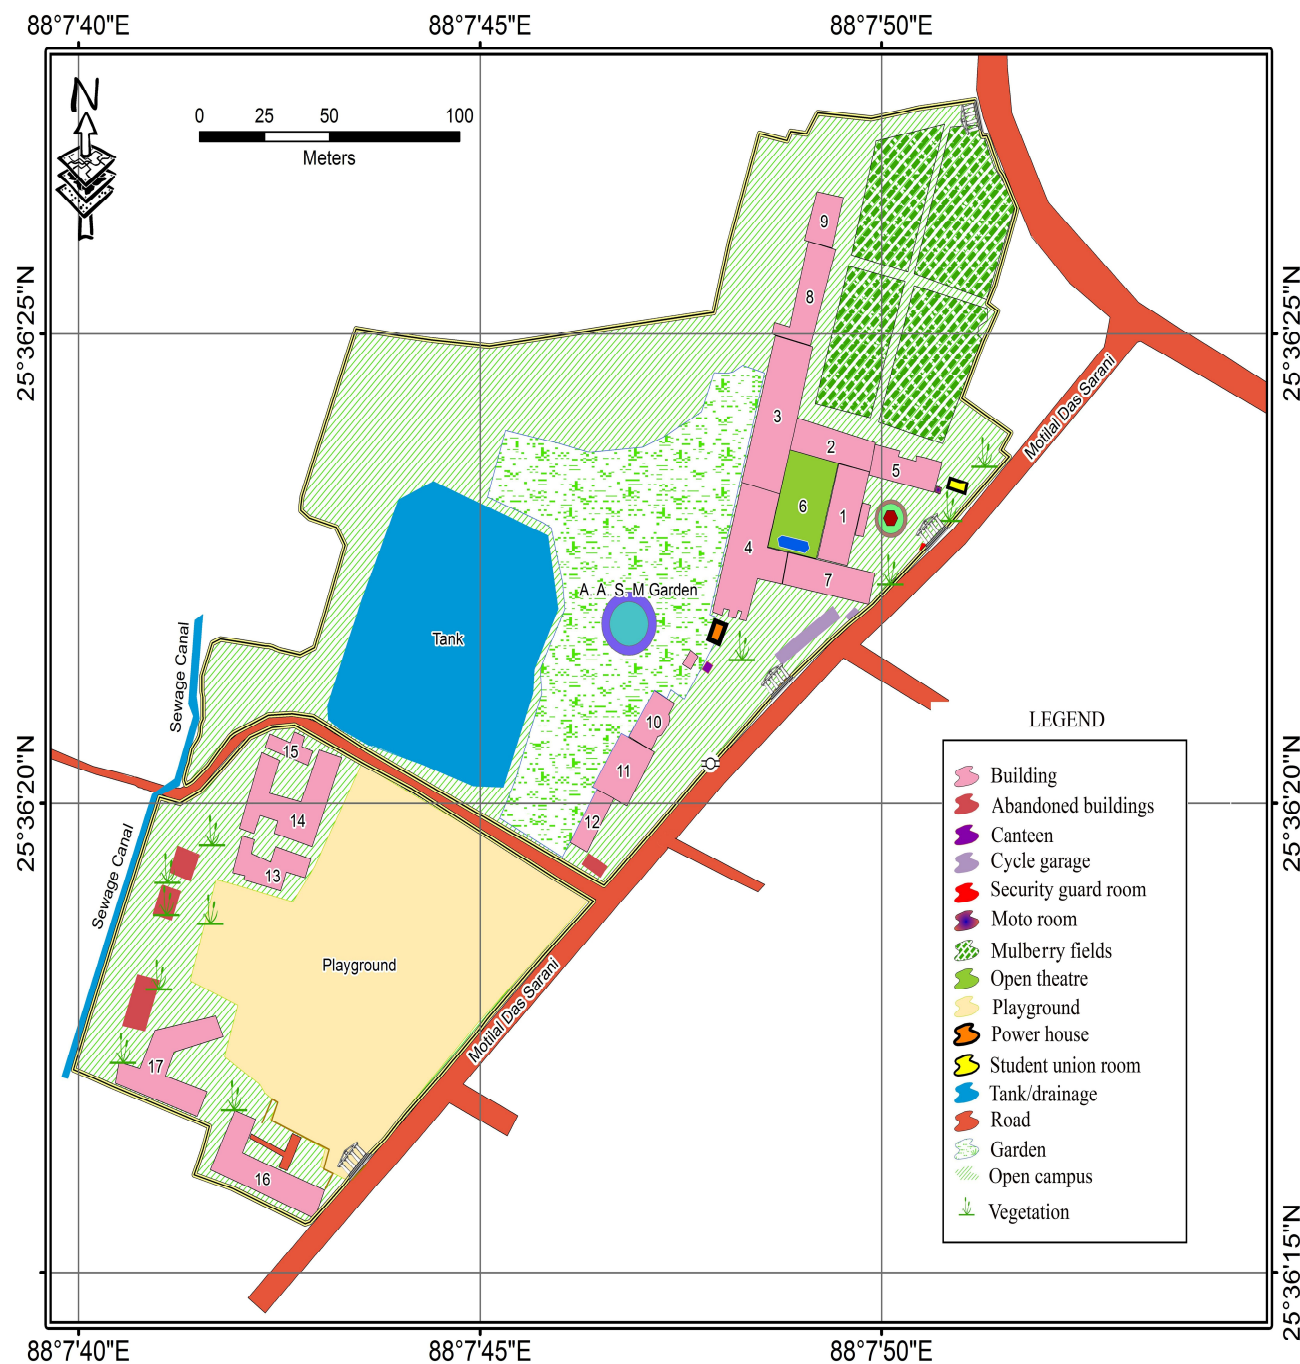 88°7'40"E 88°7'45"E 88°7'50"E
N
0 25 50 100
Meters
25°36'25"N 25°36'25"N
9
8
3
2
5
6
1
4
7
Motilal Das Sarani
A A S M Garden
Tank
Sewage Canal
10
11
12
15
14
13
25°36'20"N 25°36'20"N
Sewage Canal
Playground
Motilal Das Sarani
17
16
LEGEND
Building
Abandoned buildings
Canteen
Cycle garage
Security guard room
Moto room
Mulberry fields
Open theatre
Playground
Power house
Student union room
Tank/drainage
Road
Garden
Open campus
Vegetation
25°36'15"N
88°7'40"E 88°7'45"E 88°7'50"E